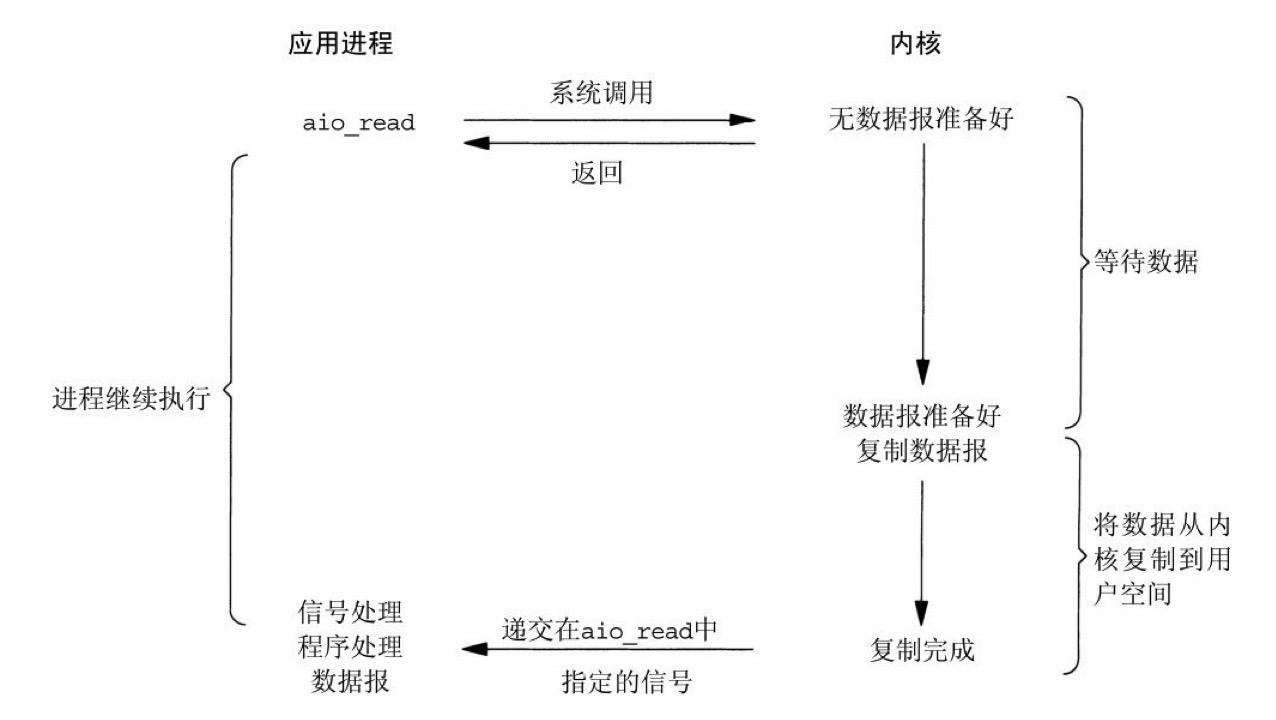 应用进程
内核
系统调用
aio_read
无数据报准备好
返回
等待数据
进程继续执行
数据报准备好
复制数据报
将数据从内
核复制到用
户空间
信号处理
程序处理
数据报
递交在aio_read中
指定的信号
复制完成